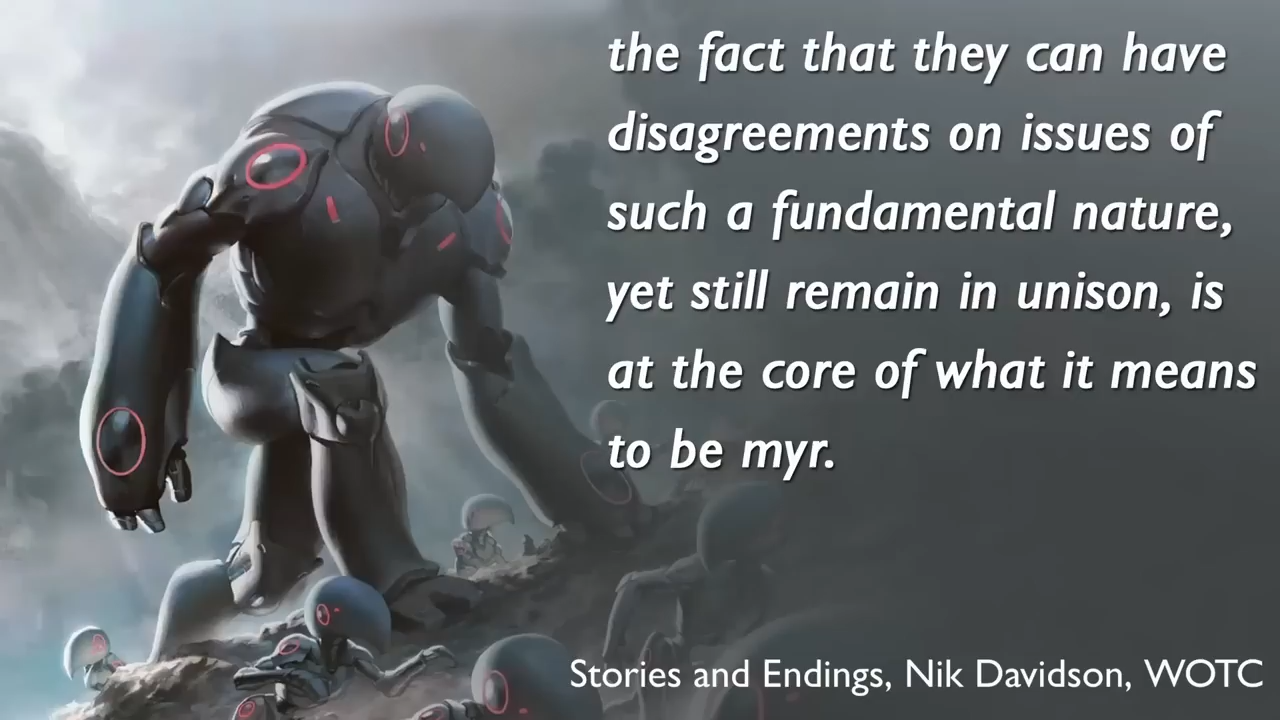 the fact that they can have
disagreements on issues of
such a fundamental nature,
yet still remain in unison, is
at the core of what it means
to be myr.
Stories and Endings, Nik Davidson, WOTC